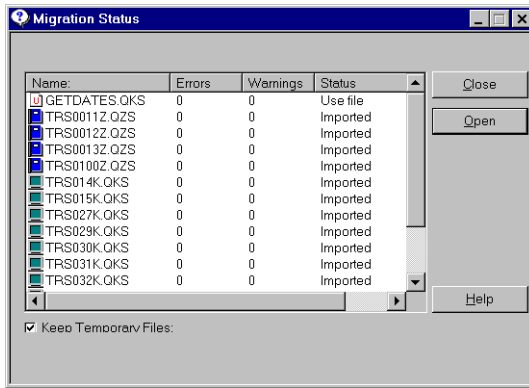 Migration Status
Name: Errors Warnings Status
GETDATES.QKS 0 0 Use file
TRS0011Z.QZS 0 0 Imported
TRS0012Z.QZS 0 0 Imported
TRS0013Z.QZS 0 0 Imported
TRS0100Z.QZS 0 0 Imported
TRS014K.QKS 0 0 Imported
TRS015K.QKS 0 0 Imported
TRS027K.QKS 0 0 Imported
TRS029K.QKS 0 0 Imported
TRS030K.QKS 0 0 Imported
TRS031K.QKS 0 0 Imported
TRS032K.QKS 0 0 Imported
Close
Open
Help
Keep Temporary Files: